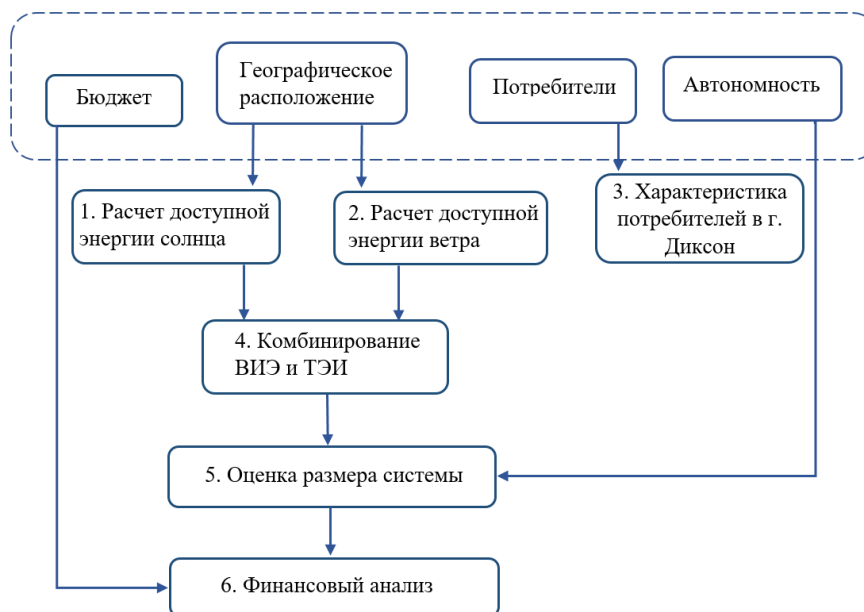 Бюджет
Географическое
расположение
Потребители
Автономность
1. Расчет доступной
энергии солнца
2. Расчет доступной
энергии ветра
3. Характеристика
потребителей в г.
Диксон
4. Комбинирование
ВИЭ и ТЭИ
5. Оценка размера системы
6. Финансовый анализ